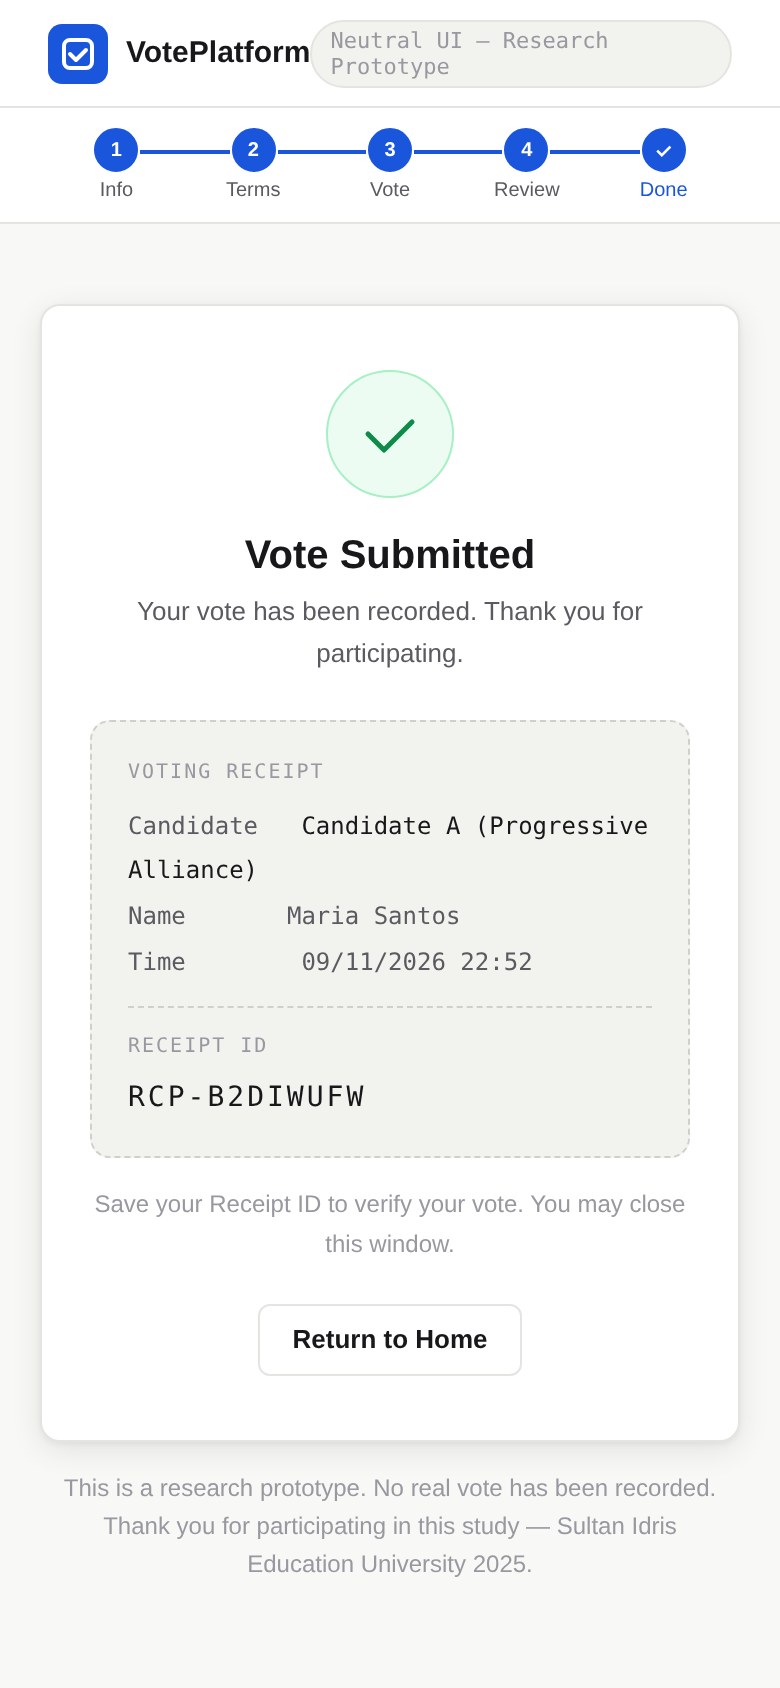 VotePlatform
Neutral UI — Research
Prototype
1
2
3
4
Info
Terms
Vote
Review
Done
Vote Submitted
Your vote has been recorded. Thank you for
participating.
VOTING RECEIPT
Candidate Candidate A (Progressive
Alliance)
Name Maria Santos
Time 09/11/2026 22:52
RECEIPT ID
RCP-B2DIWUFW
Save your Receipt ID to verify your vote. You may close
this window.
Return to Home
This is a research prototype. No real vote has been recorded.
Thank you for participating in this study — Sultan Idris
Education University 2025.